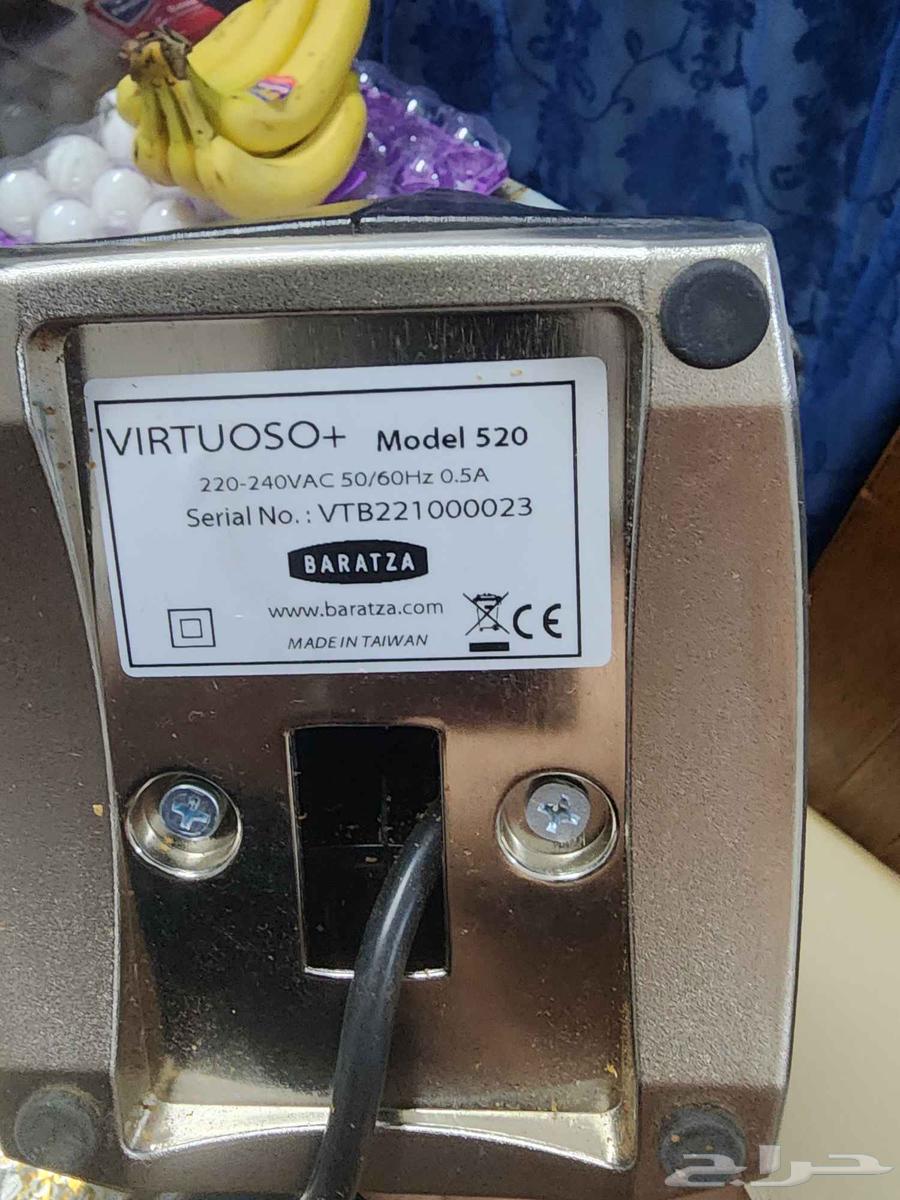 VIRTUOSO+ Model 520
220-240VAC 50/60Hz 0.5A
Serial No. : VTB221000023
BARATZA
www.baratza.com
CE
MADE IN TAIWAN
حراج